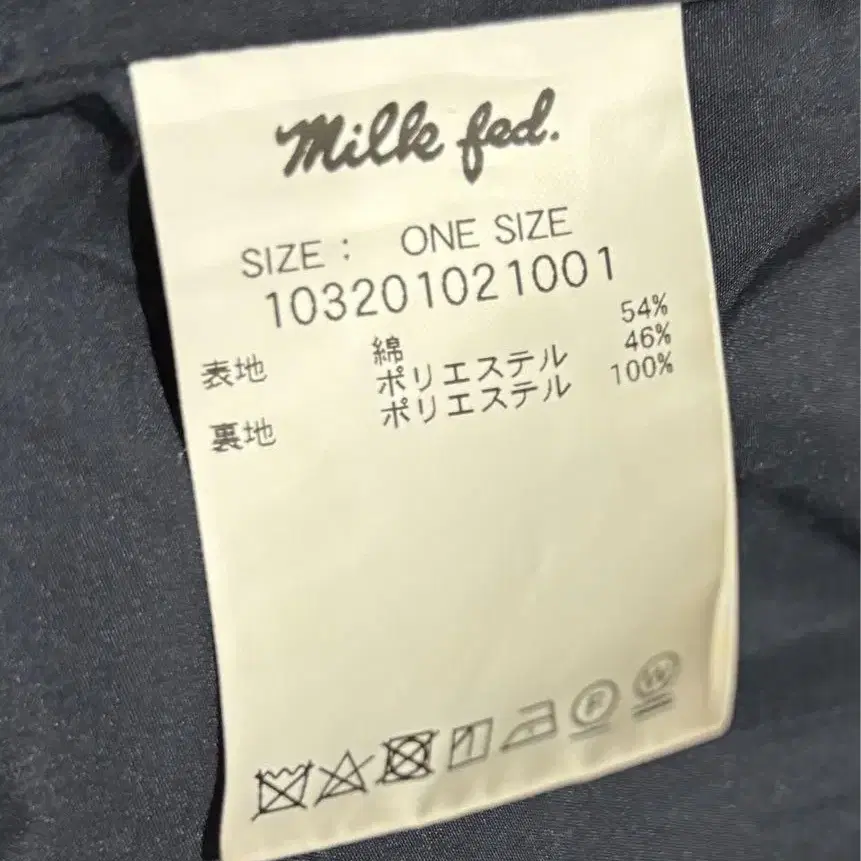 Milk fed.
SIZE : ONE SIZE
103201021001
表地 綿 54%
ポリエステル 46%
裏地 ポリエステル 100%
F
W